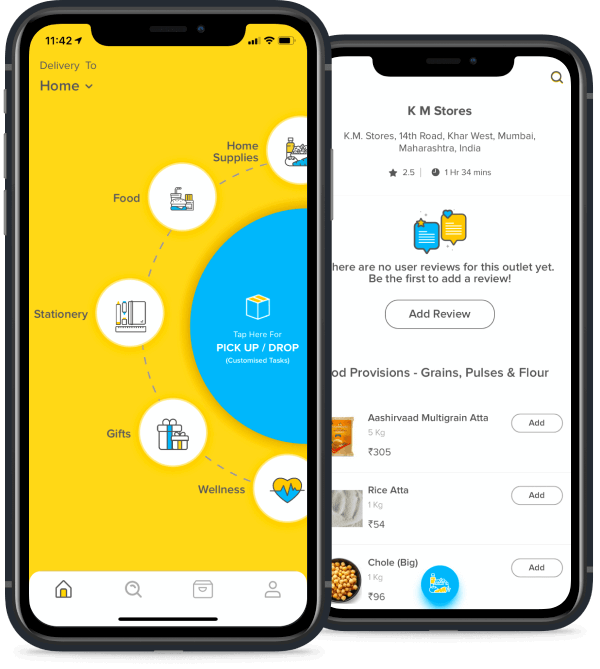 11:42
Delivery To
Home
Home
Supplies
Food
Stationery
Tap Here For
PICK UP / DROP
(Customised Tasks)
Gifts
Wellness
K M Stores
K.M. Stores, 14th Road, Khar West, Mumbai,
Maharashtra, India
2.5 | 1 Hr 34 mins
here are no user reviews for this outlet yet.
Be the first to add a review!
Add Review
od Provisions - Grains, Pulses & Flour
Aashirvaad Multigrain Atta
5 Kg
₹305
Add
Rice Atta
1 Kg
₹54
Add
Chole (Big)
1 Kg
₹96
Add